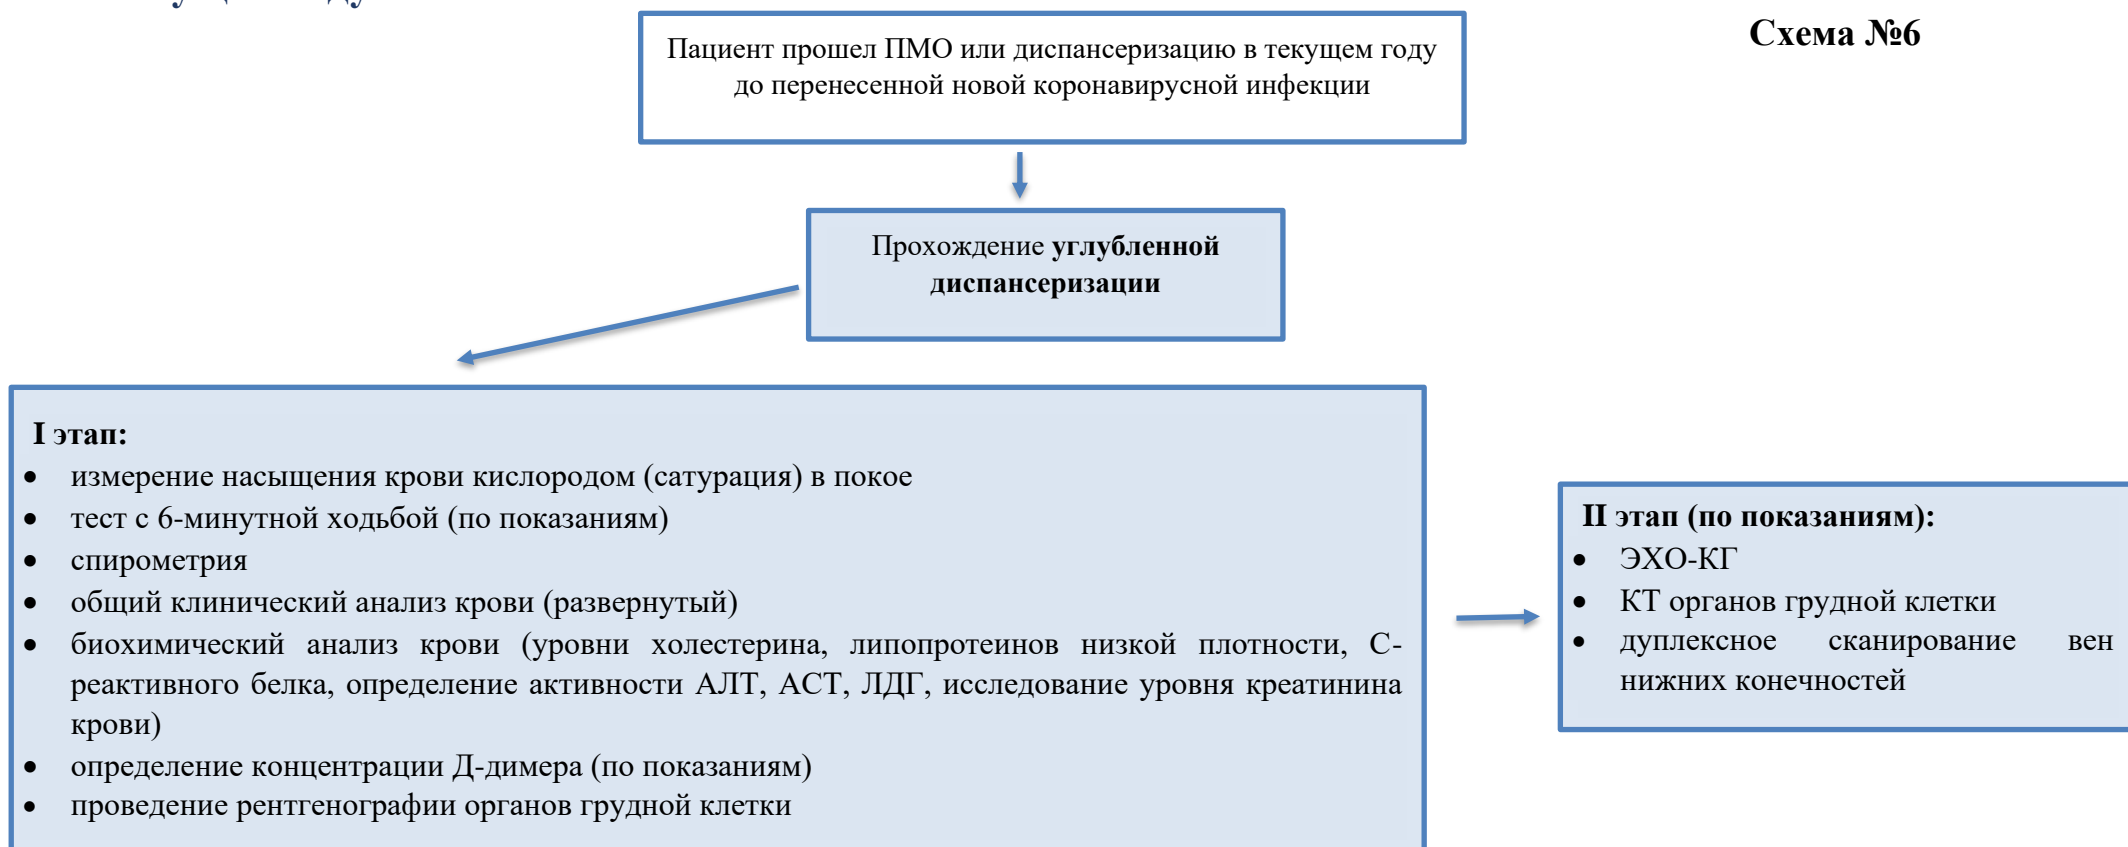 Схема №6
Пациент прошел ПМО или диспансеризацию в текущем году
до перенесенной новой коронавирусной инфекции
Прохождение углубленной
диспансеризации
I этап:
• измерение насыщения крови кислородом (сатурация) в покое
• тест с 6-минутной ходьбой (по показаниям)
• спирометрия
• общий клинический анализ крови (развернутый)
• биохимический анализ крови (уровни холестерина, липопротеинов низкой плотности, С-
реактивного белка, определение активности АЛТ, АСТ, ЛДГ, исследование уровня креатинина
крови)
• определение концентрации Д-димера (по показаниям)
• проведение рентгенографии органов грудной клетки
II этап (по показаниям):
• ЭХО-КГ
• КТ органов грудной клетки
• дуплексное сканирование вен
нижних конечностей